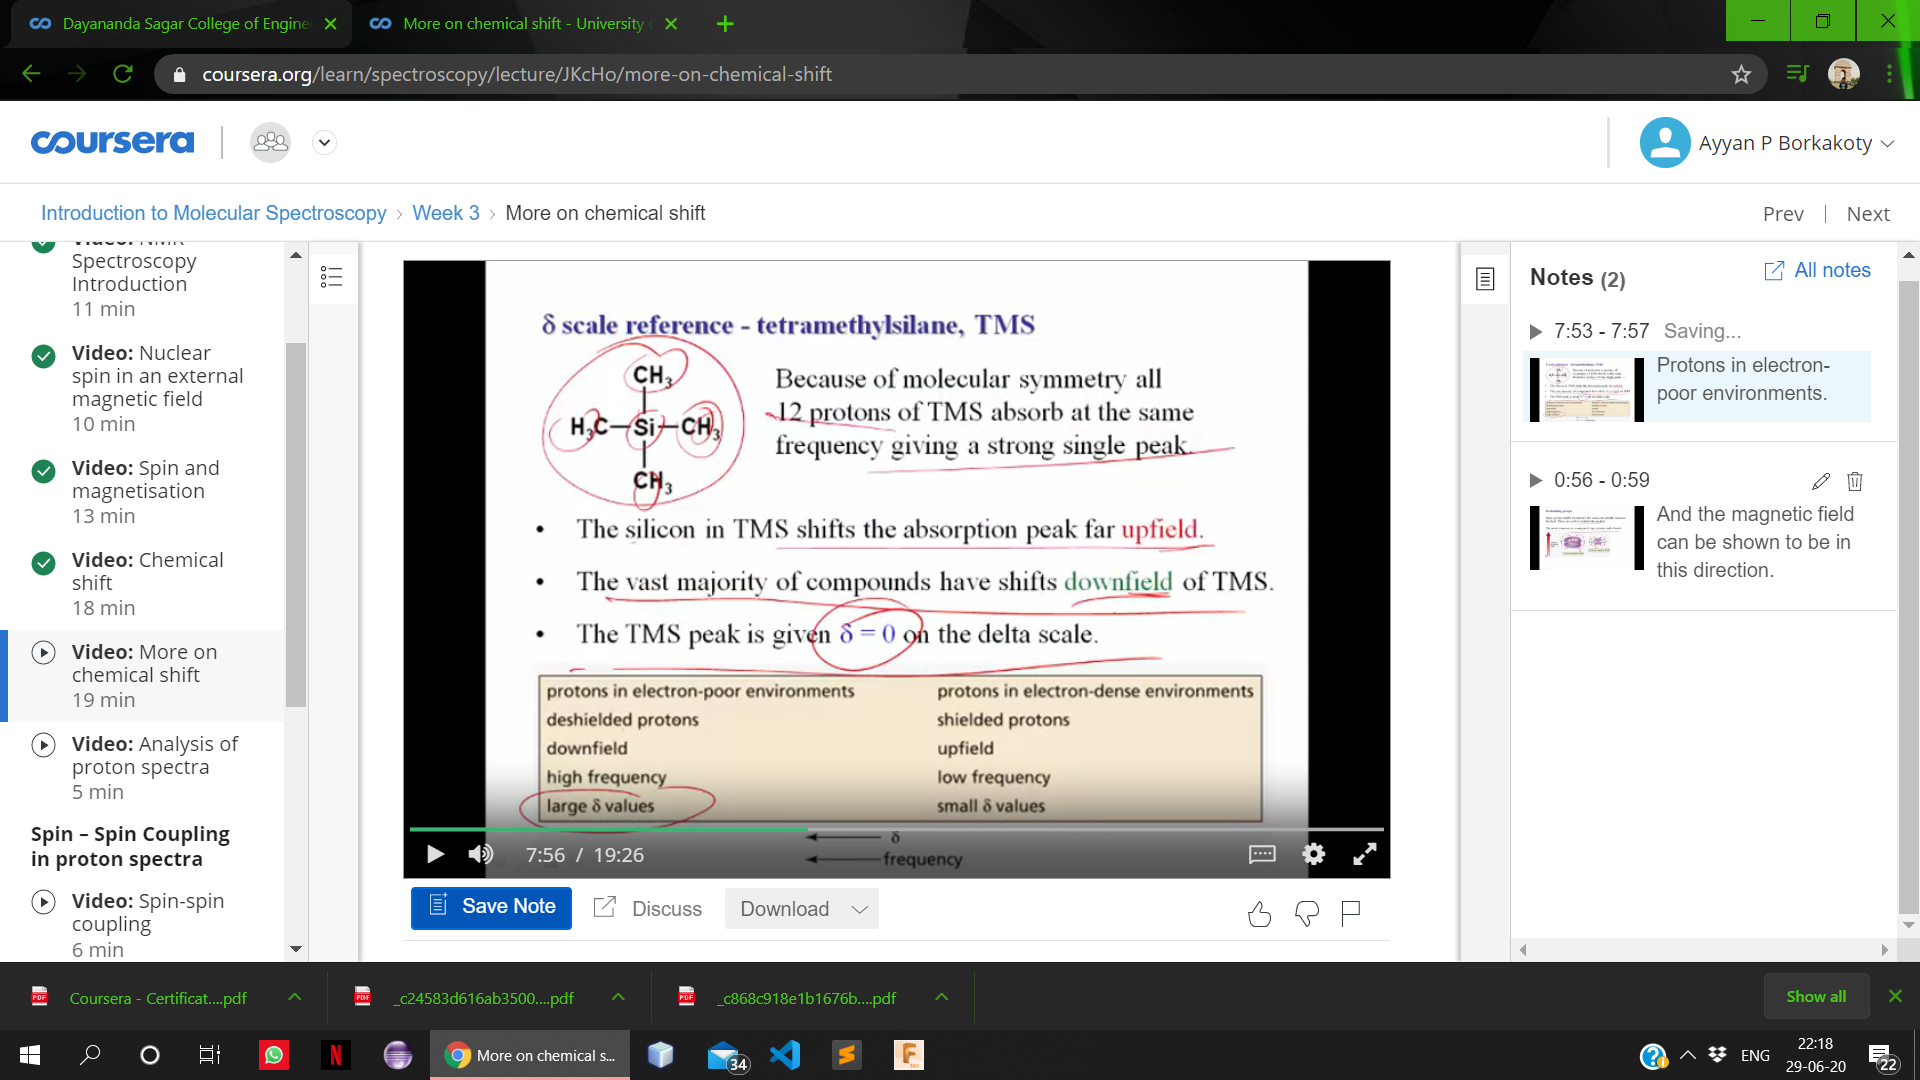 Dayananda Sagar College of Engine
More on chemical shift - University
coursera.org/learn/spectroscopy/lecture/JKcHo/more-on-chemical-shift
coursera
Ayyan P Borkakoty
Introduction to Molecular Spectroscopy › Week 3 › More on chemical shift
Prev | Next
Video: NMR
Spectroscopy
Introduction
11 min
Video: Nuclear
spin in an external
magnetic field
10 min
Video: Spin and
magnetisation
13 min
Video: Chemical
shift
18 min
Video: More on
chemical shift
19 min
Video: Analysis of
proton spectra
5 min
Spin – Spin Coupling
in proton spectra
Video: Spin-spin
coupling
6 min
δ scale reference - tetramethylsilane, TMS
CH3
H3C—Si—CH3
CH3
Because of molecular symmetry all
12 protons of TMS absorb at the same
frequency giving a strong single peak.
• The silicon in TMS shifts the absorption peak far upfield.
• The vast majority of compounds have shifts downfield of TMS.
• The TMS peak is given δ = 0 on the delta scale.
protons in electron-poor environments protons in electron-dense environments
deshielded protons shielded protons
downfield upfield
high frequency low frequency
large δ values small δ values
δ
frequency
7:56 / 19:26
Save Note
Discuss
Download
Notes (2)
All notes
7:53 - 7:57 Saving...
Protons in electron-
poor environments.
0:56 - 0:59
And the magnetic field
can be shown to be in
this direction.
Coursera - Certificat....pdf
_c24583d616ab3500....pdf
_c868c918e1b1676b....pdf
Show all
More on chemical s...
34
ENG
22:18
29-06-20
22